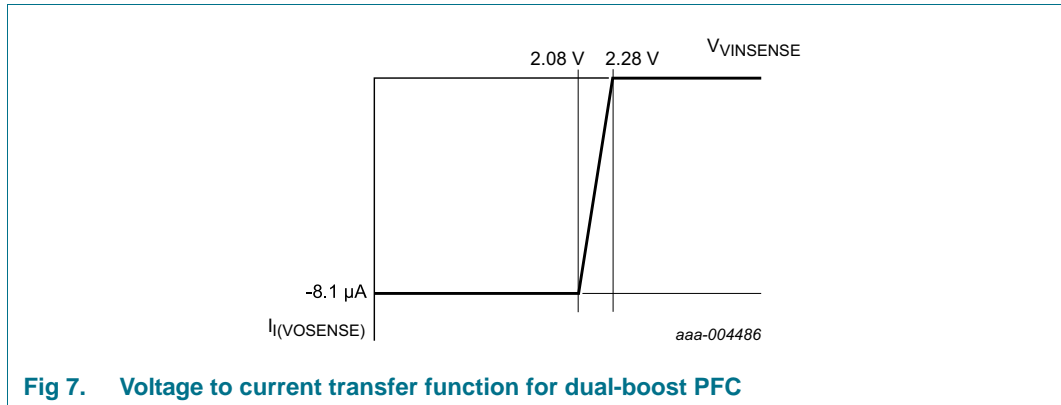 VVINSENSE
2.08 V 2.28 V
-8.1 μA
II(VOSENSE)
aaa-004486
Fig 7. Voltage to current transfer function for dual-boost PFC